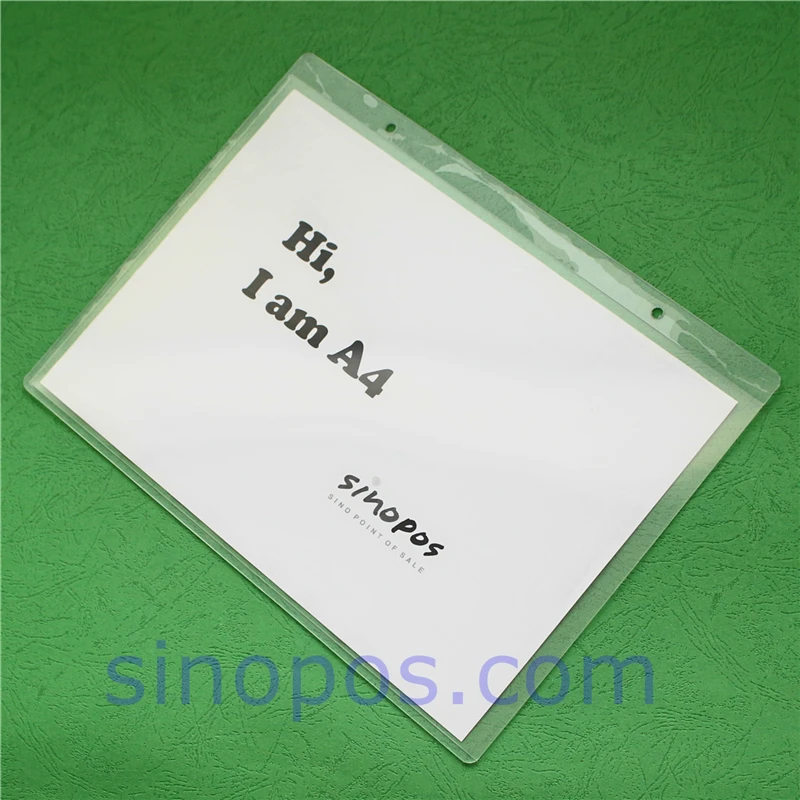 Hi,
I am A4
sinopos
SINO POINT OF SALE
sinopos.com